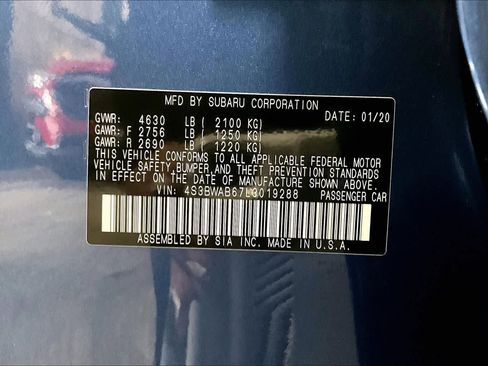 MFD BY SUBARU CORPORATION
DATE: 01/20
GVWR: 4630 LB ( 2100 KG)
GAWR: F 2756 LB ( 1250 KG)
GAWR: R 2690 LB ( 1220 KG)
THIS VEHICLE CONFORMS TO ALL APPLICABLE FEDERAL MOTOR
VEHICLE SAFETY, BUMPER, AND THEFT PREVENTION STANDARDS
IN EFFECT ON THE DATE OF MANUFACTURE SHOWN ABOVE.
VIN: 4S3BWAB67L3019288 PASSENGER CAR
ASSEMBLED BY SIA INC. MADE IN U.S.A.